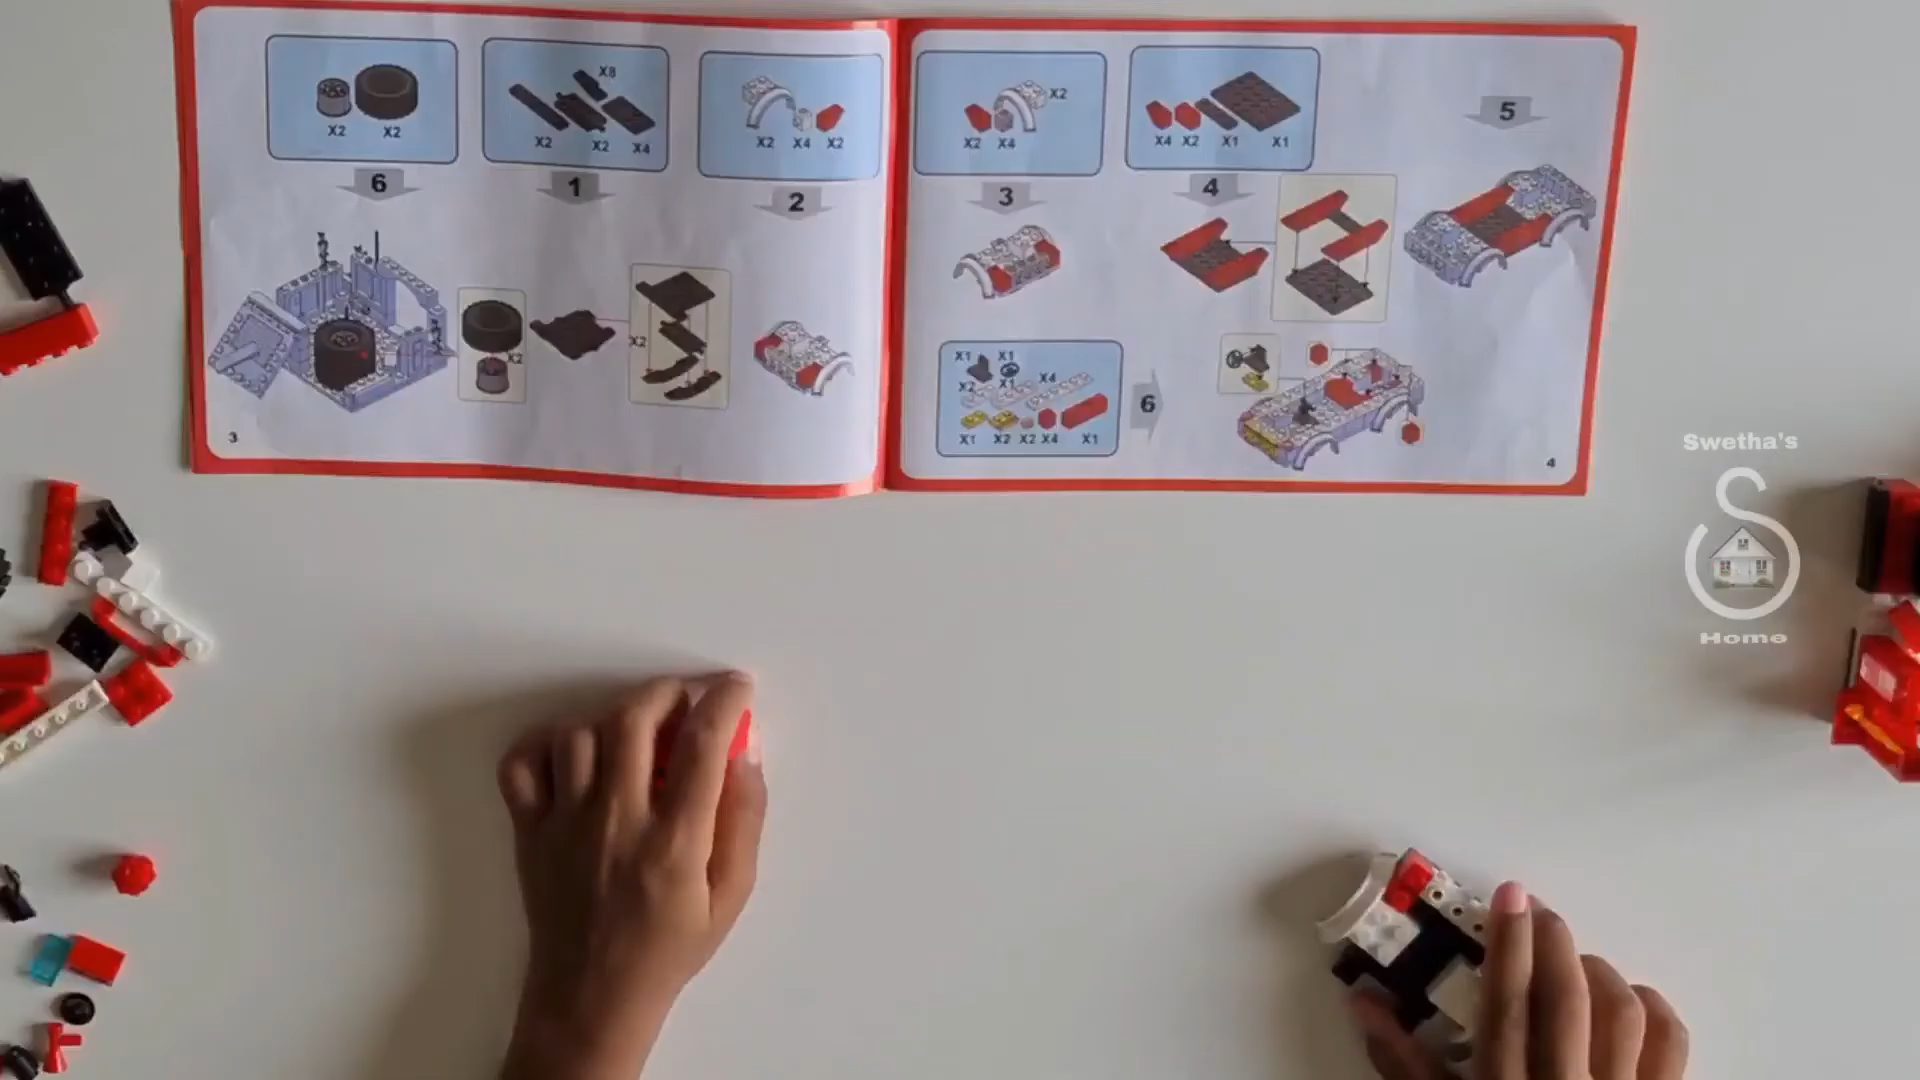 X2 X2
X8
X2 X2 X4
X2 X4 X2
6
1
2
X2
X2
3
X2
X2 X4
X4 X2 X1 X1
5
3
4
X1 X1
X2 X1 X4
X1 X2 X2 X4 X1
6
4
Swetha's
S
Home